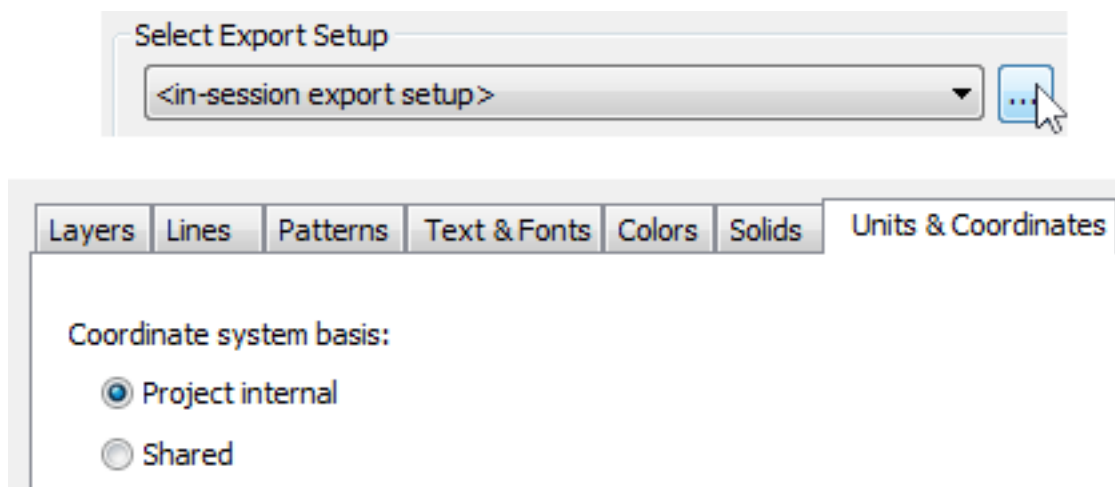 Select Export Setup
<in-session export setup>
...
Layers Lines Patterns Text & Fonts Colors Solids Units & Coordinates
Coordinate system basis:
Project internal
Shared